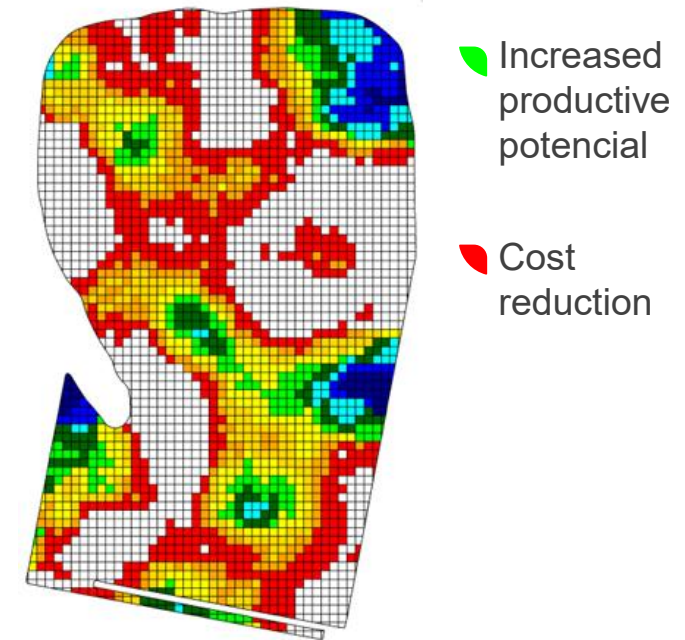 Increased
productive
potencial
Cost
reduction